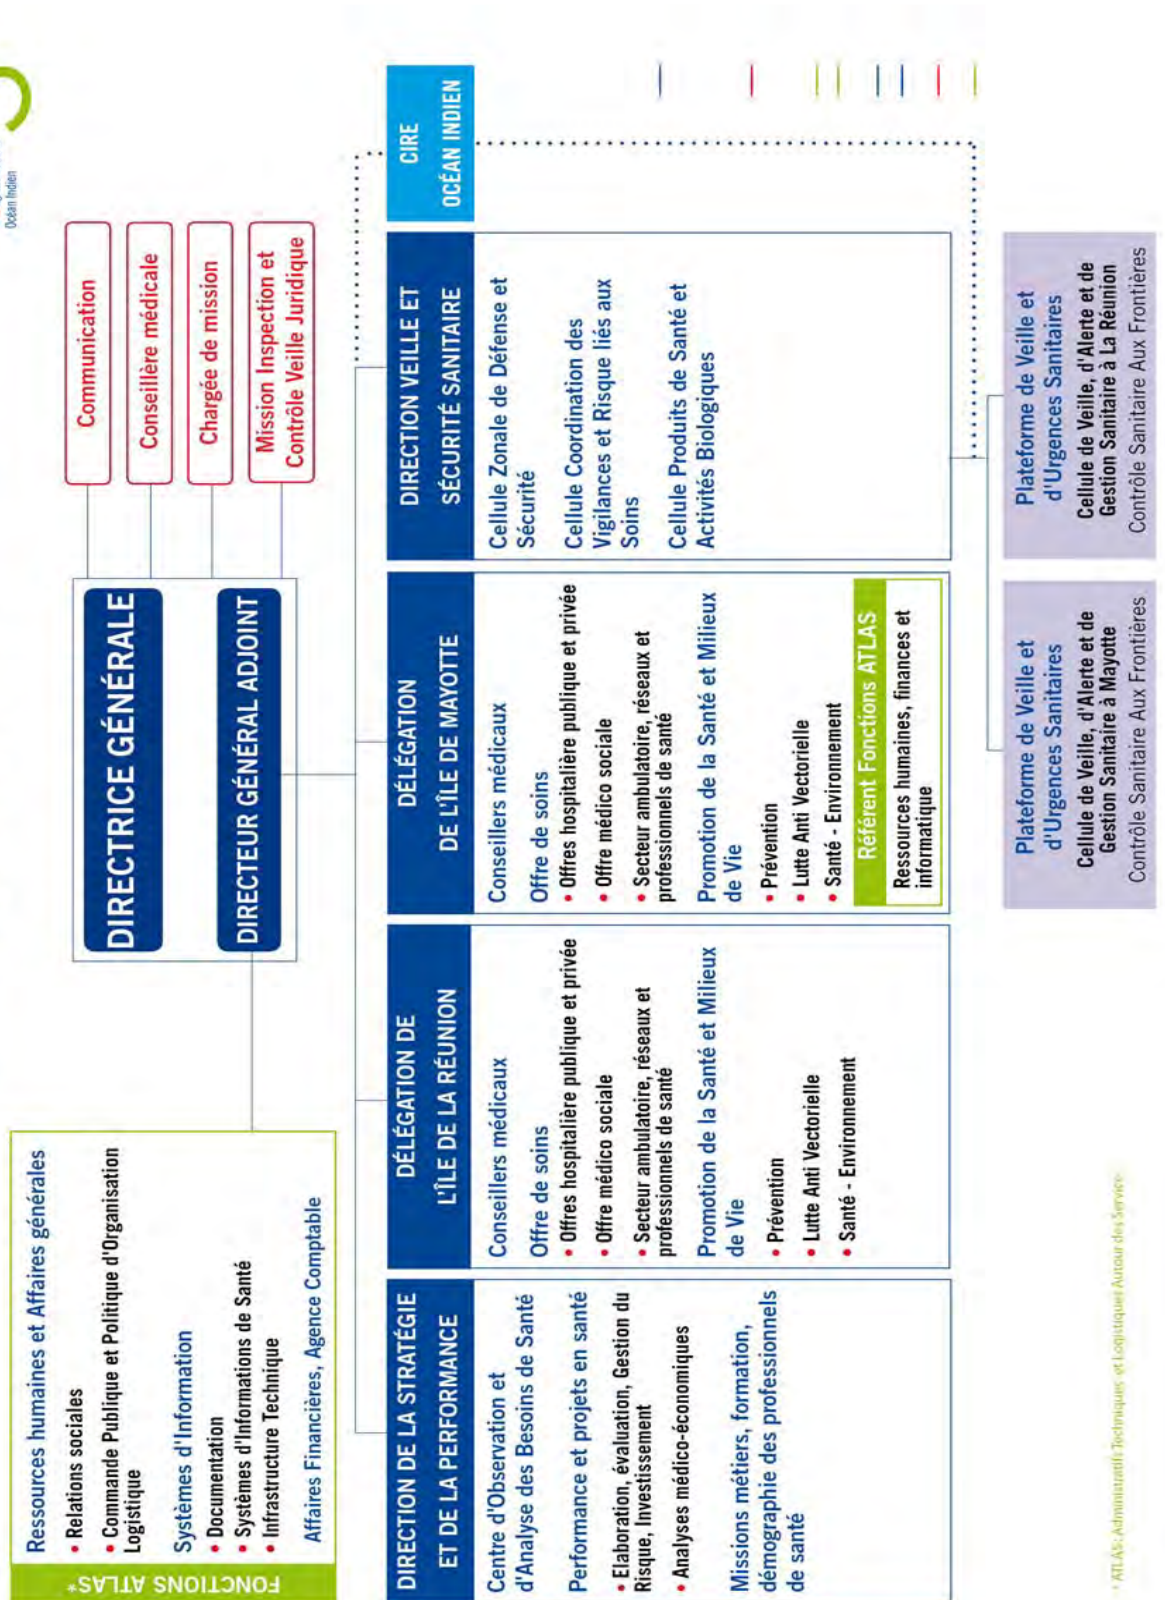 Océan Indien
Communication
Conseillère médicale
Chargée de mission
Mission Inspection et
Contrôle Veille Juridique
DIRECTRICE GÉNÉRALE
DIRECTEUR GÉNÉRAL ADJOINT
FONCTIONS ATLAS*
Ressources humaines et Affaires générales
• Relations sociales
• Commande Publique et Politique d'Organisation
Logistique
Systèmes d'Information
• Documentation
• Systèmes d'Informations de Santé
• Infrastructure Technique
Affaires Financières, Agence Comptable
DIRECTION DE LA STRATÉGIE
ET DE LA PERFORMANCE
Centre d'Observation et
d'Analyse des Besoins de Santé
Performance et projets en santé
• Elaboration, évaluation, Gestion du
Risque, Investissement
• Analyses médico-économiques
Missions métiers, formation,
démographie des professionnels
de santé
DÉLÉGATION DE
L'ÎLE DE LA RÉUNION
Conseillers médicaux
Offre de soins
• Offres hospitalière publique et privée
• Offre médico sociale
• Secteur ambulatoire, réseaux et
professionnels de santé
Promotion de la Santé et Milieux
de Vie
• Prévention
• Lutte Anti Vectorielle
• Santé - Environnement
DÉLÉGATION
DE L'ÎLE DE MAYOTTE
Conseillers médicaux
Offre de soins
• Offres hospitalière publique et privée
• Offre médico sociale
• Secteur ambulatoire, réseaux et
professionnels de santé
Promotion de la Santé et Milieux
de Vie
• Prévention
• Lutte Anti Vectorielle
• Santé - Environnement
Référent Fonctions ATLAS
Ressources humaines, finances et
informatique
DIRECTION VEILLE ET
SÉCURITÉ SANITAIRE
Cellule Zonale de Défense et
Sécurité
Cellule Coordination des
Vigilances et Risque liés aux
Soins
Cellule Produits de Santé et
Activités Biologiques
CIRE
OCÉAN INDIEN
Plateforme de Veille et
d'Urgences Sanitaires
Cellule de Veille, d'Alerte et de
Gestion Sanitaire à Mayotte
Contrôle Sanitaire Aux Frontières
Plateforme de Veille et
d'Urgences Sanitaires
Cellule de Veille, d'Alerte et de
Gestion Sanitaire à La Réunion
Contrôle Sanitaire Aux Frontières
* ATLAS : Administratifs Techniques et Logistiques Autour des Service